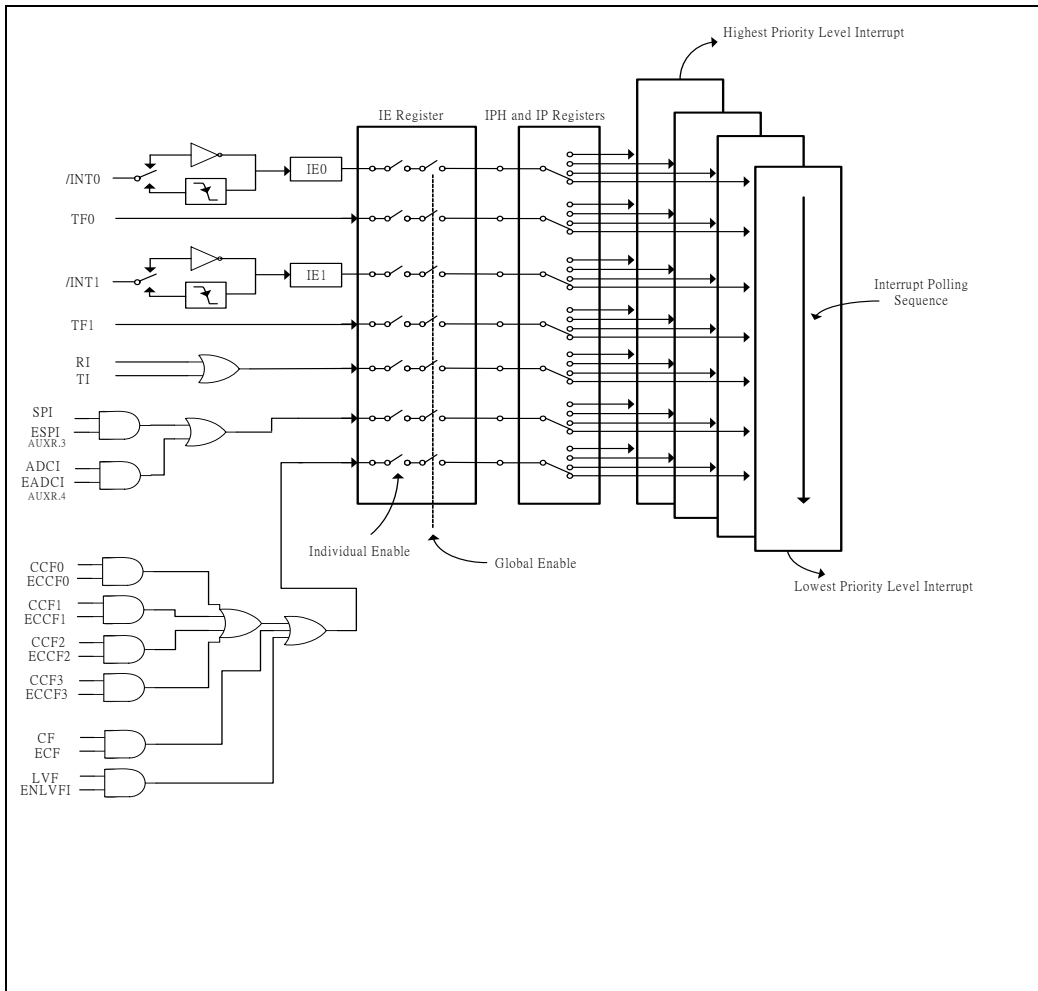 Highest Priority Level Interrupt
IE Register
IPH and IP Registers
/INT0
IE0
TF0
/INT1
IE1
TF1
RI
TI
SPI
ESPI
AUXR.3
ADCI
EADCI
AUXR.4
Interrupt Polling
Sequence
Individual Enable
Global Enable
Lowest Priority Level Interrupt
CCF0
ECCF0
CCF1
ECCF1
CCF2
ECCF2
CCF3
ECCF3
CF
ECF
LVF
ENLVFI